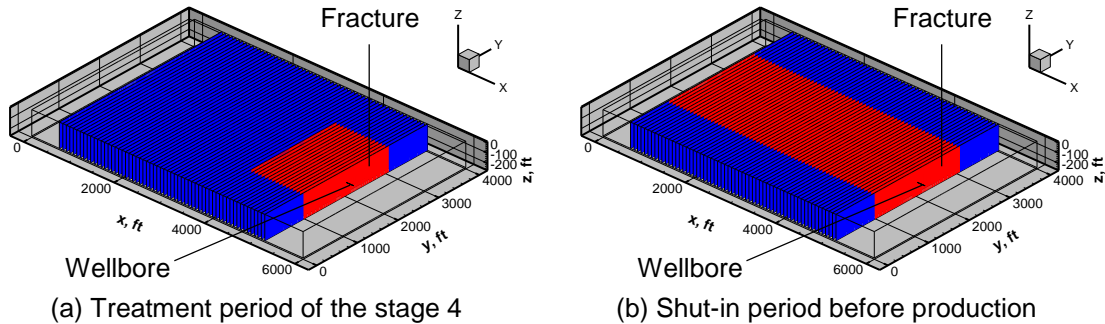 Fracture
Z
Y
X
0
-100
-200
z, ft
4000
3000
2000
1000
0
y, ft
0
2000
4000
6000
x, ft
Wellbore
(a) Treatment period of the stage 4
Fracture
Z
Y
X
0
-100
-200
z, ft
4000
3000
2000
1000
0
y, ft
0
2000
4000
6000
x, ft
Wellbore
(b) Shut-in period before production